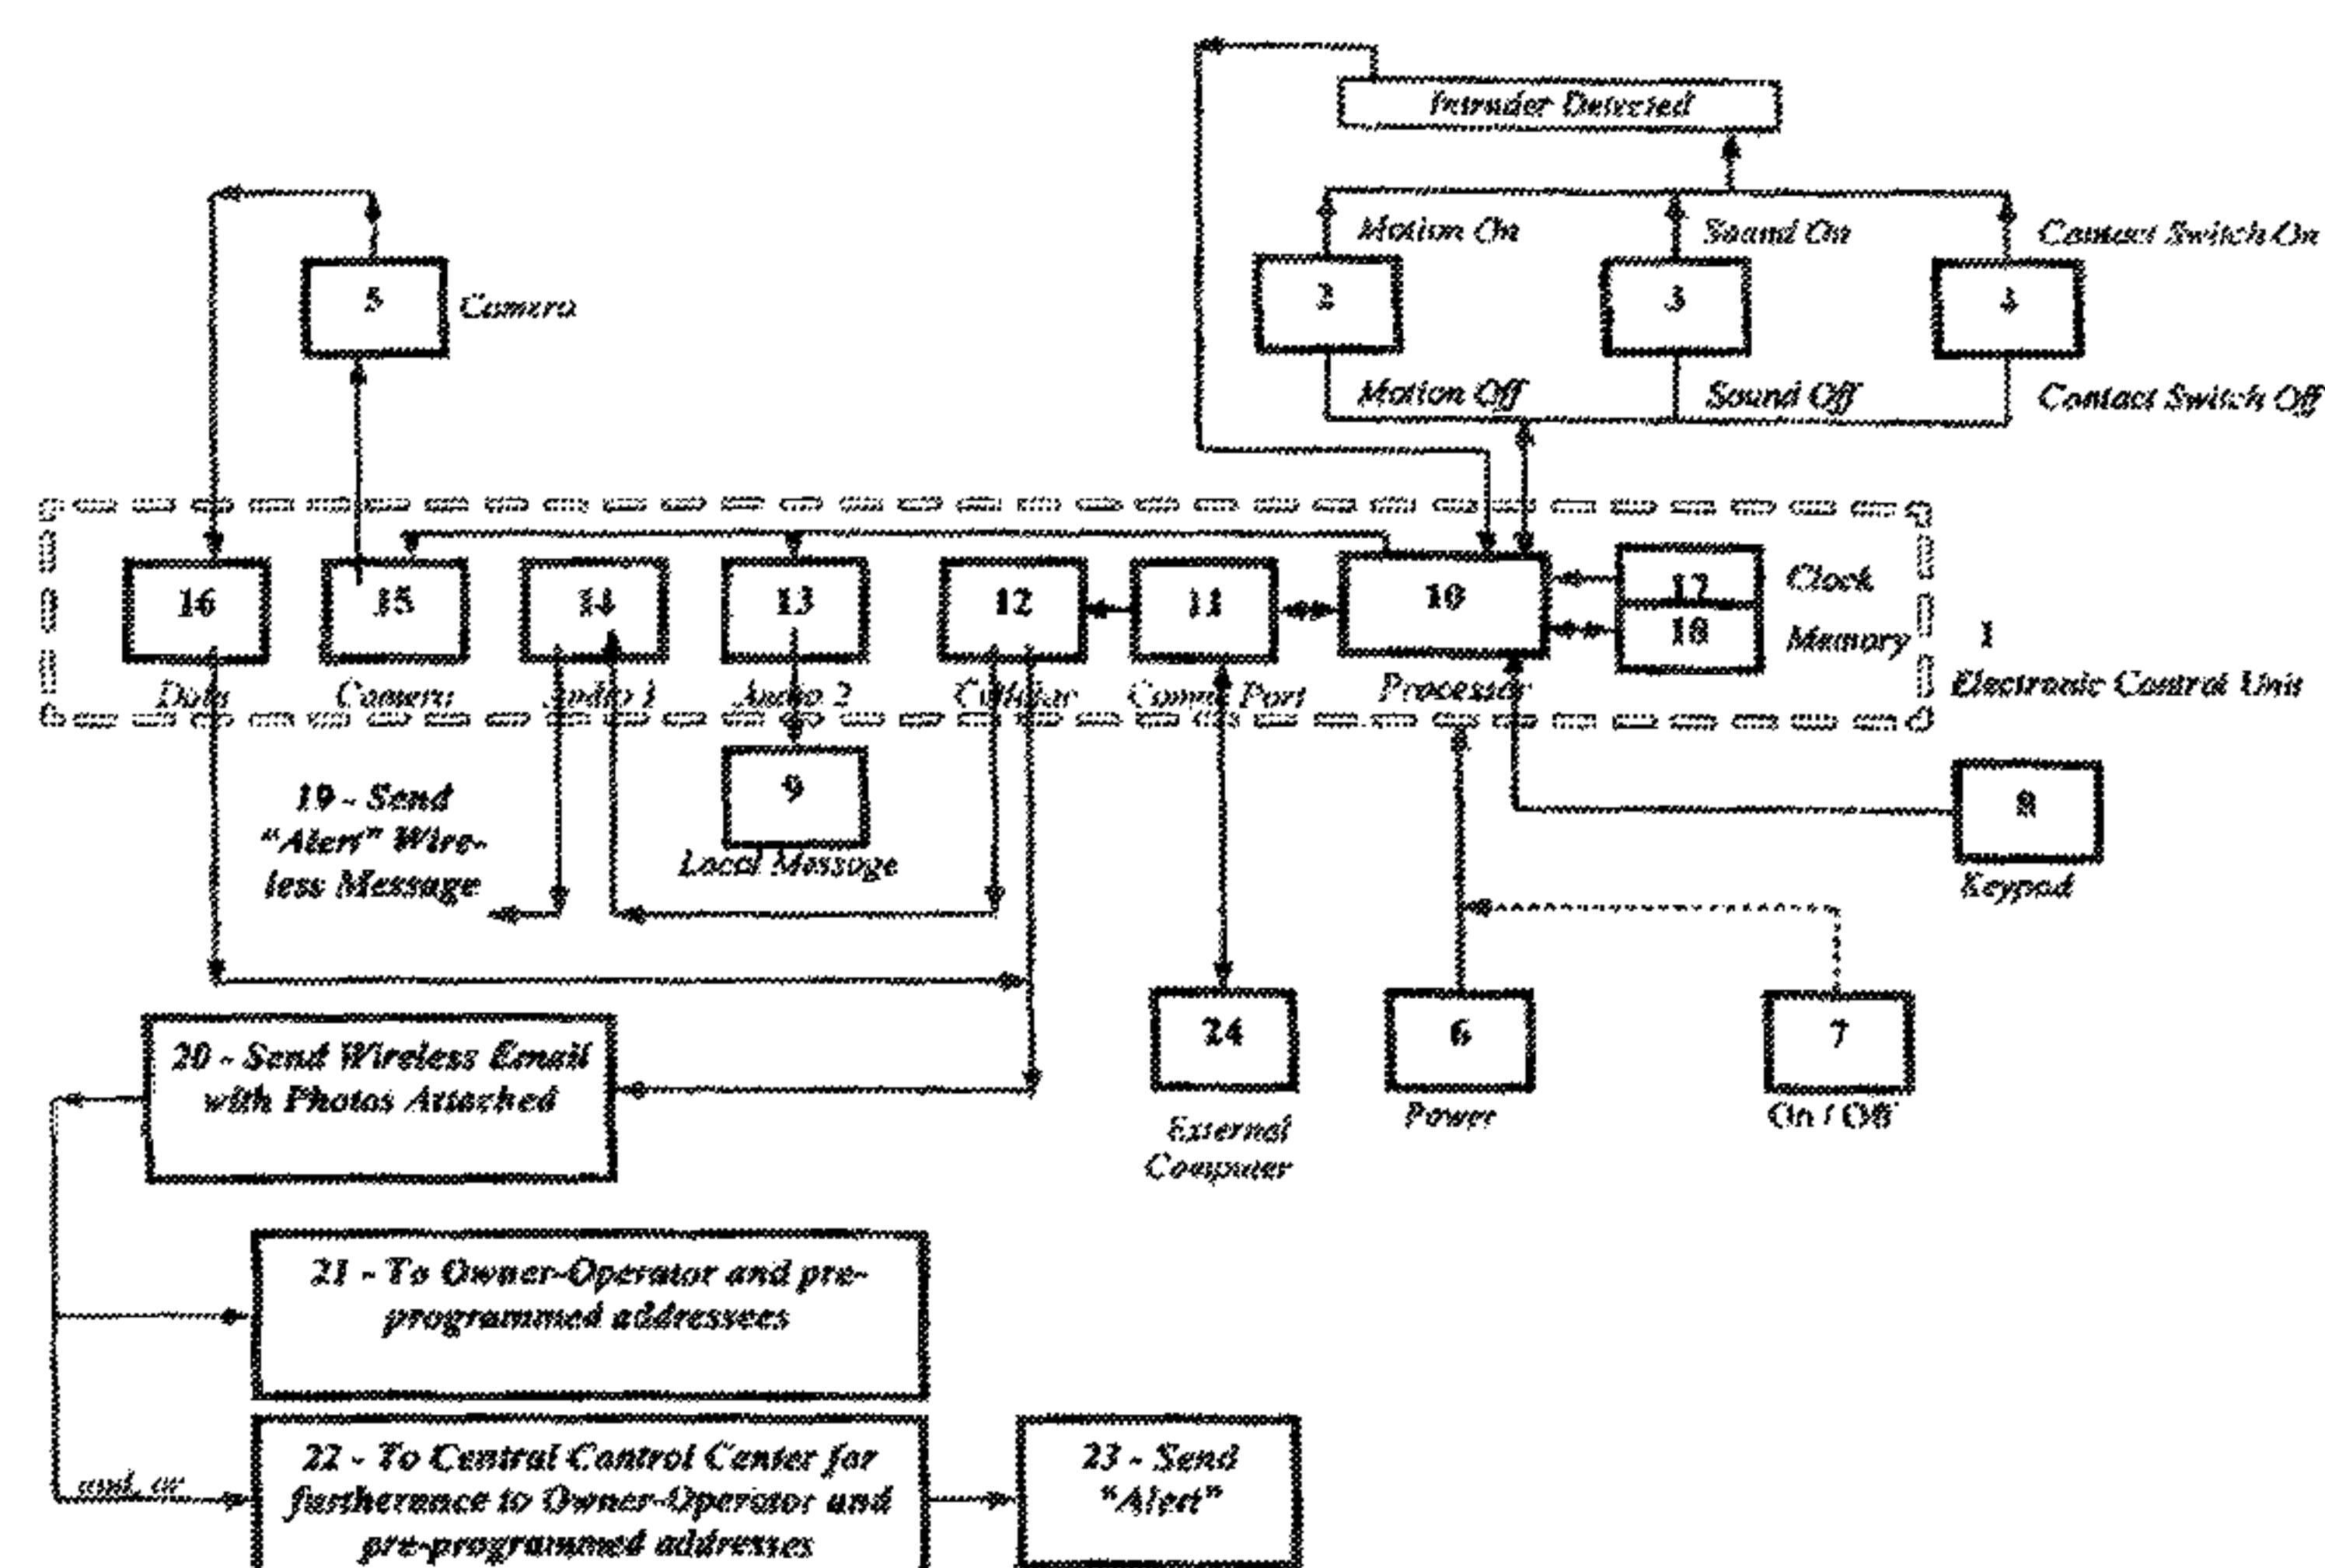 Intruder Detected
Motion On
Sound On
Contact Switch On
5
Camera
2
3
4
Motion Off
Sound Off
Contact Switch Off
16
15
14
13
12
11
10
17
Clock
18
Memory
1
Electronic Control Unit
Data
Camera
Audio 1
Audio 2
Cellular
Comm Port
Processor
19 - Send
"Alert" Wire-
less Message
9
Local Message
8
Keypad
20 - Send Wireless Email
with Photos Attached
24
External
Computer
6
Power
7
On / Off
21 - To Owner-Operator and pre-
programmed addressees
and, or
22 - To Central Control Center for
furtherence to Owner-Operator and
pre-programmed addresses
23 - Send
"Alert"